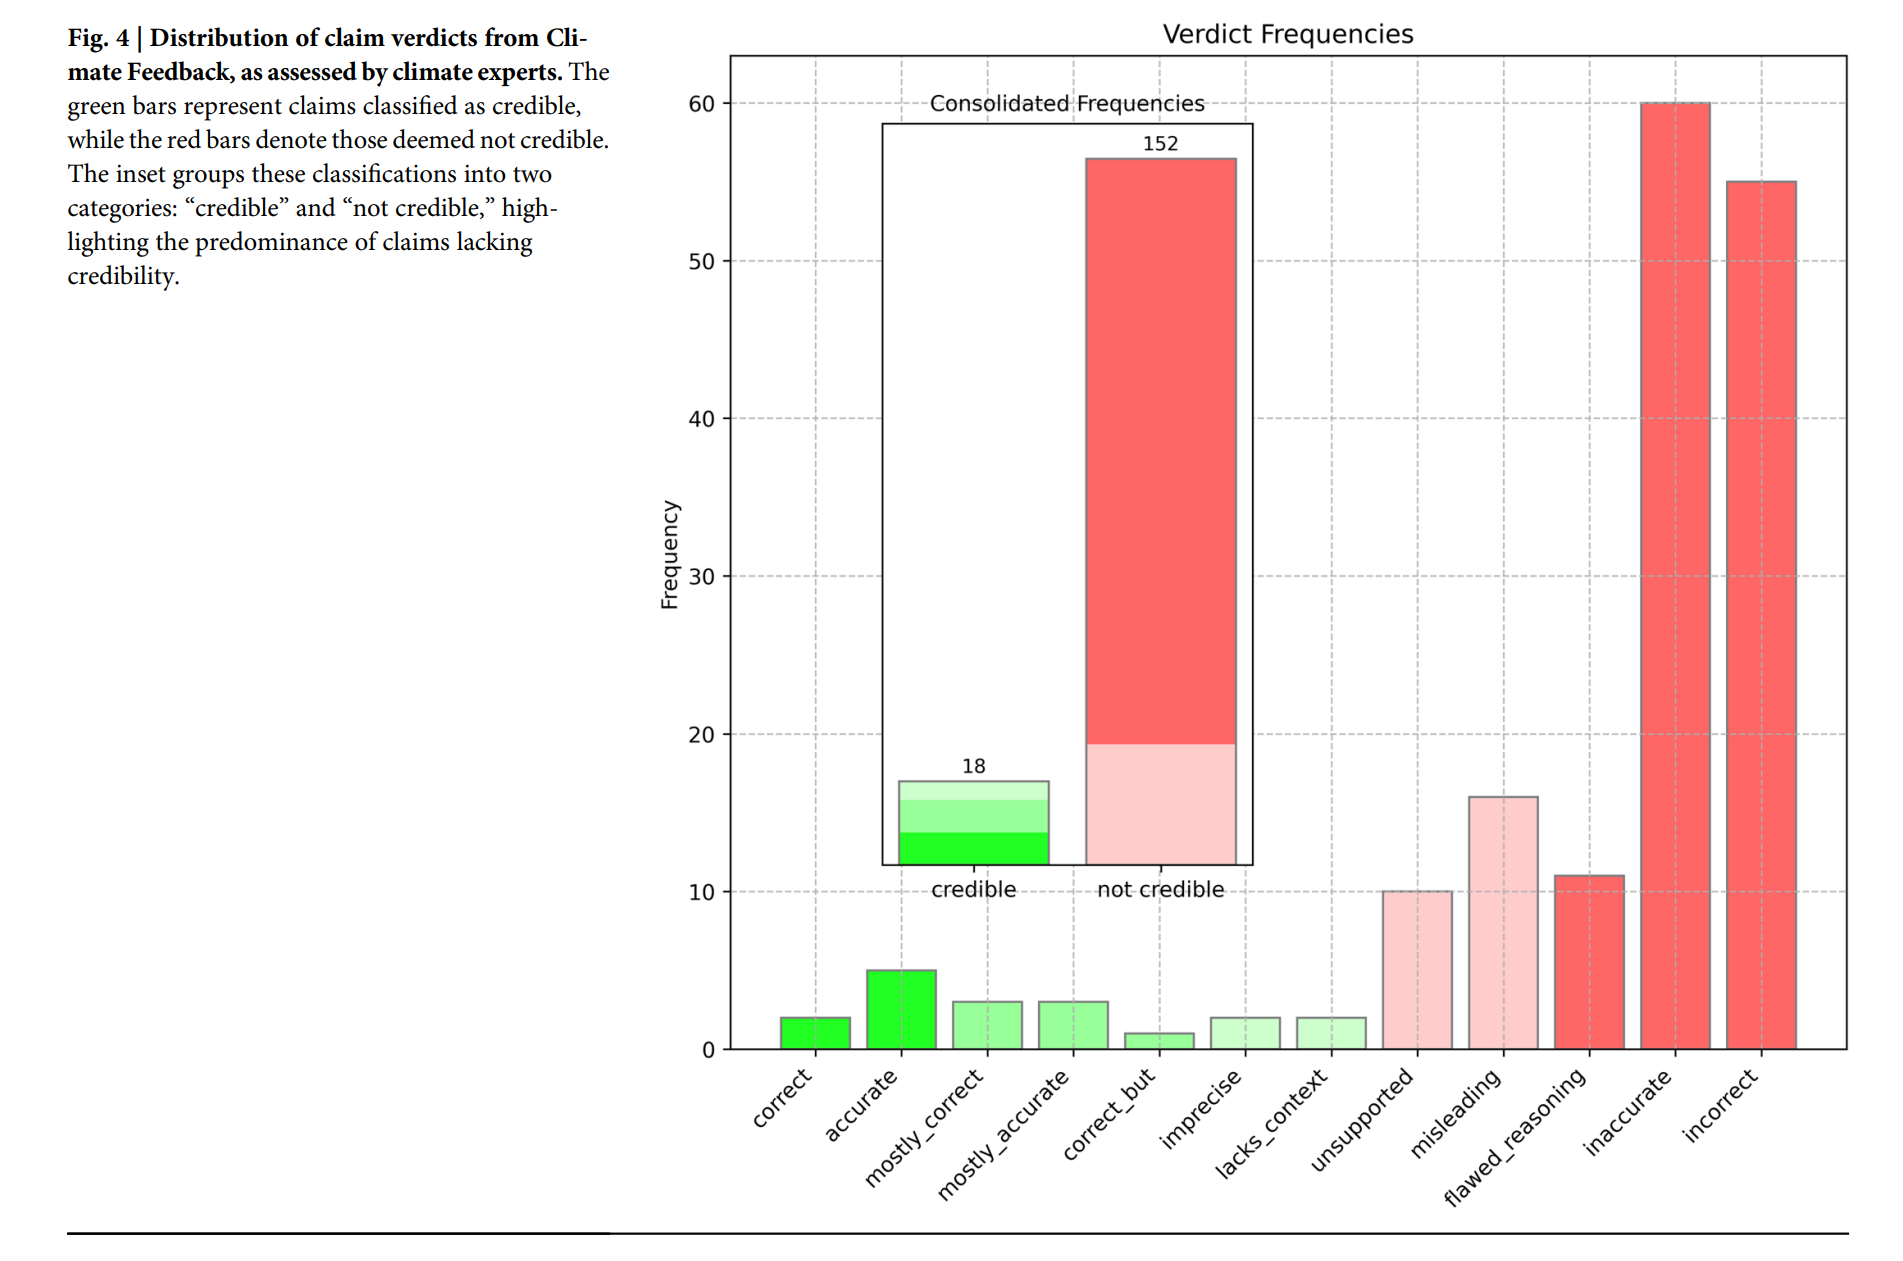 Fig. 4 | Distribution of claim verdicts from Cli-
mate Feedback, as assessed by climate experts. The
green bars represent claims classified as credible,
while the red bars denote those deemed not credible.
The inset groups these classifications into two
categories: “credible” and “not credible,” high-
lighting the predominance of claims lacking
credibility.
Verdict Frequencies
Consolidated Frequencies
152
18
credible
not credible
Frequency
60
50
40
30
20
10
0
correct
accurate
mostly_correct
mostly_accurate
correct_but
imprecise
lacks_context
unsupported
misleading
flawed_reasoning
inaccurate
incorrect